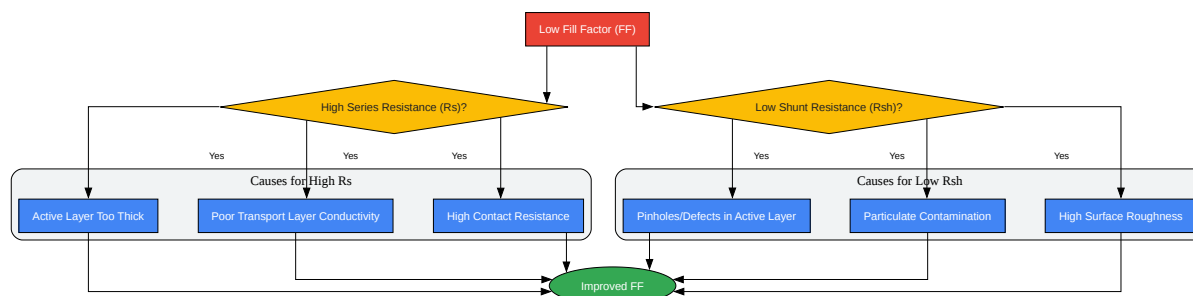 Low Fill Factor (FF)
High Series Resistance (Rs)?
Low Shunt Resistance (Rsh)?
Yes
Yes
Yes
Yes
Yes
Yes
Causes for High Rs
Causes for Low Rsh
Active Layer Too Thick
Poor Transport Layer Conductivity
High Contact Resistance
Pinholes/Defects in Active Layer
Particulate Contamination
High Surface Roughness
Improved FF